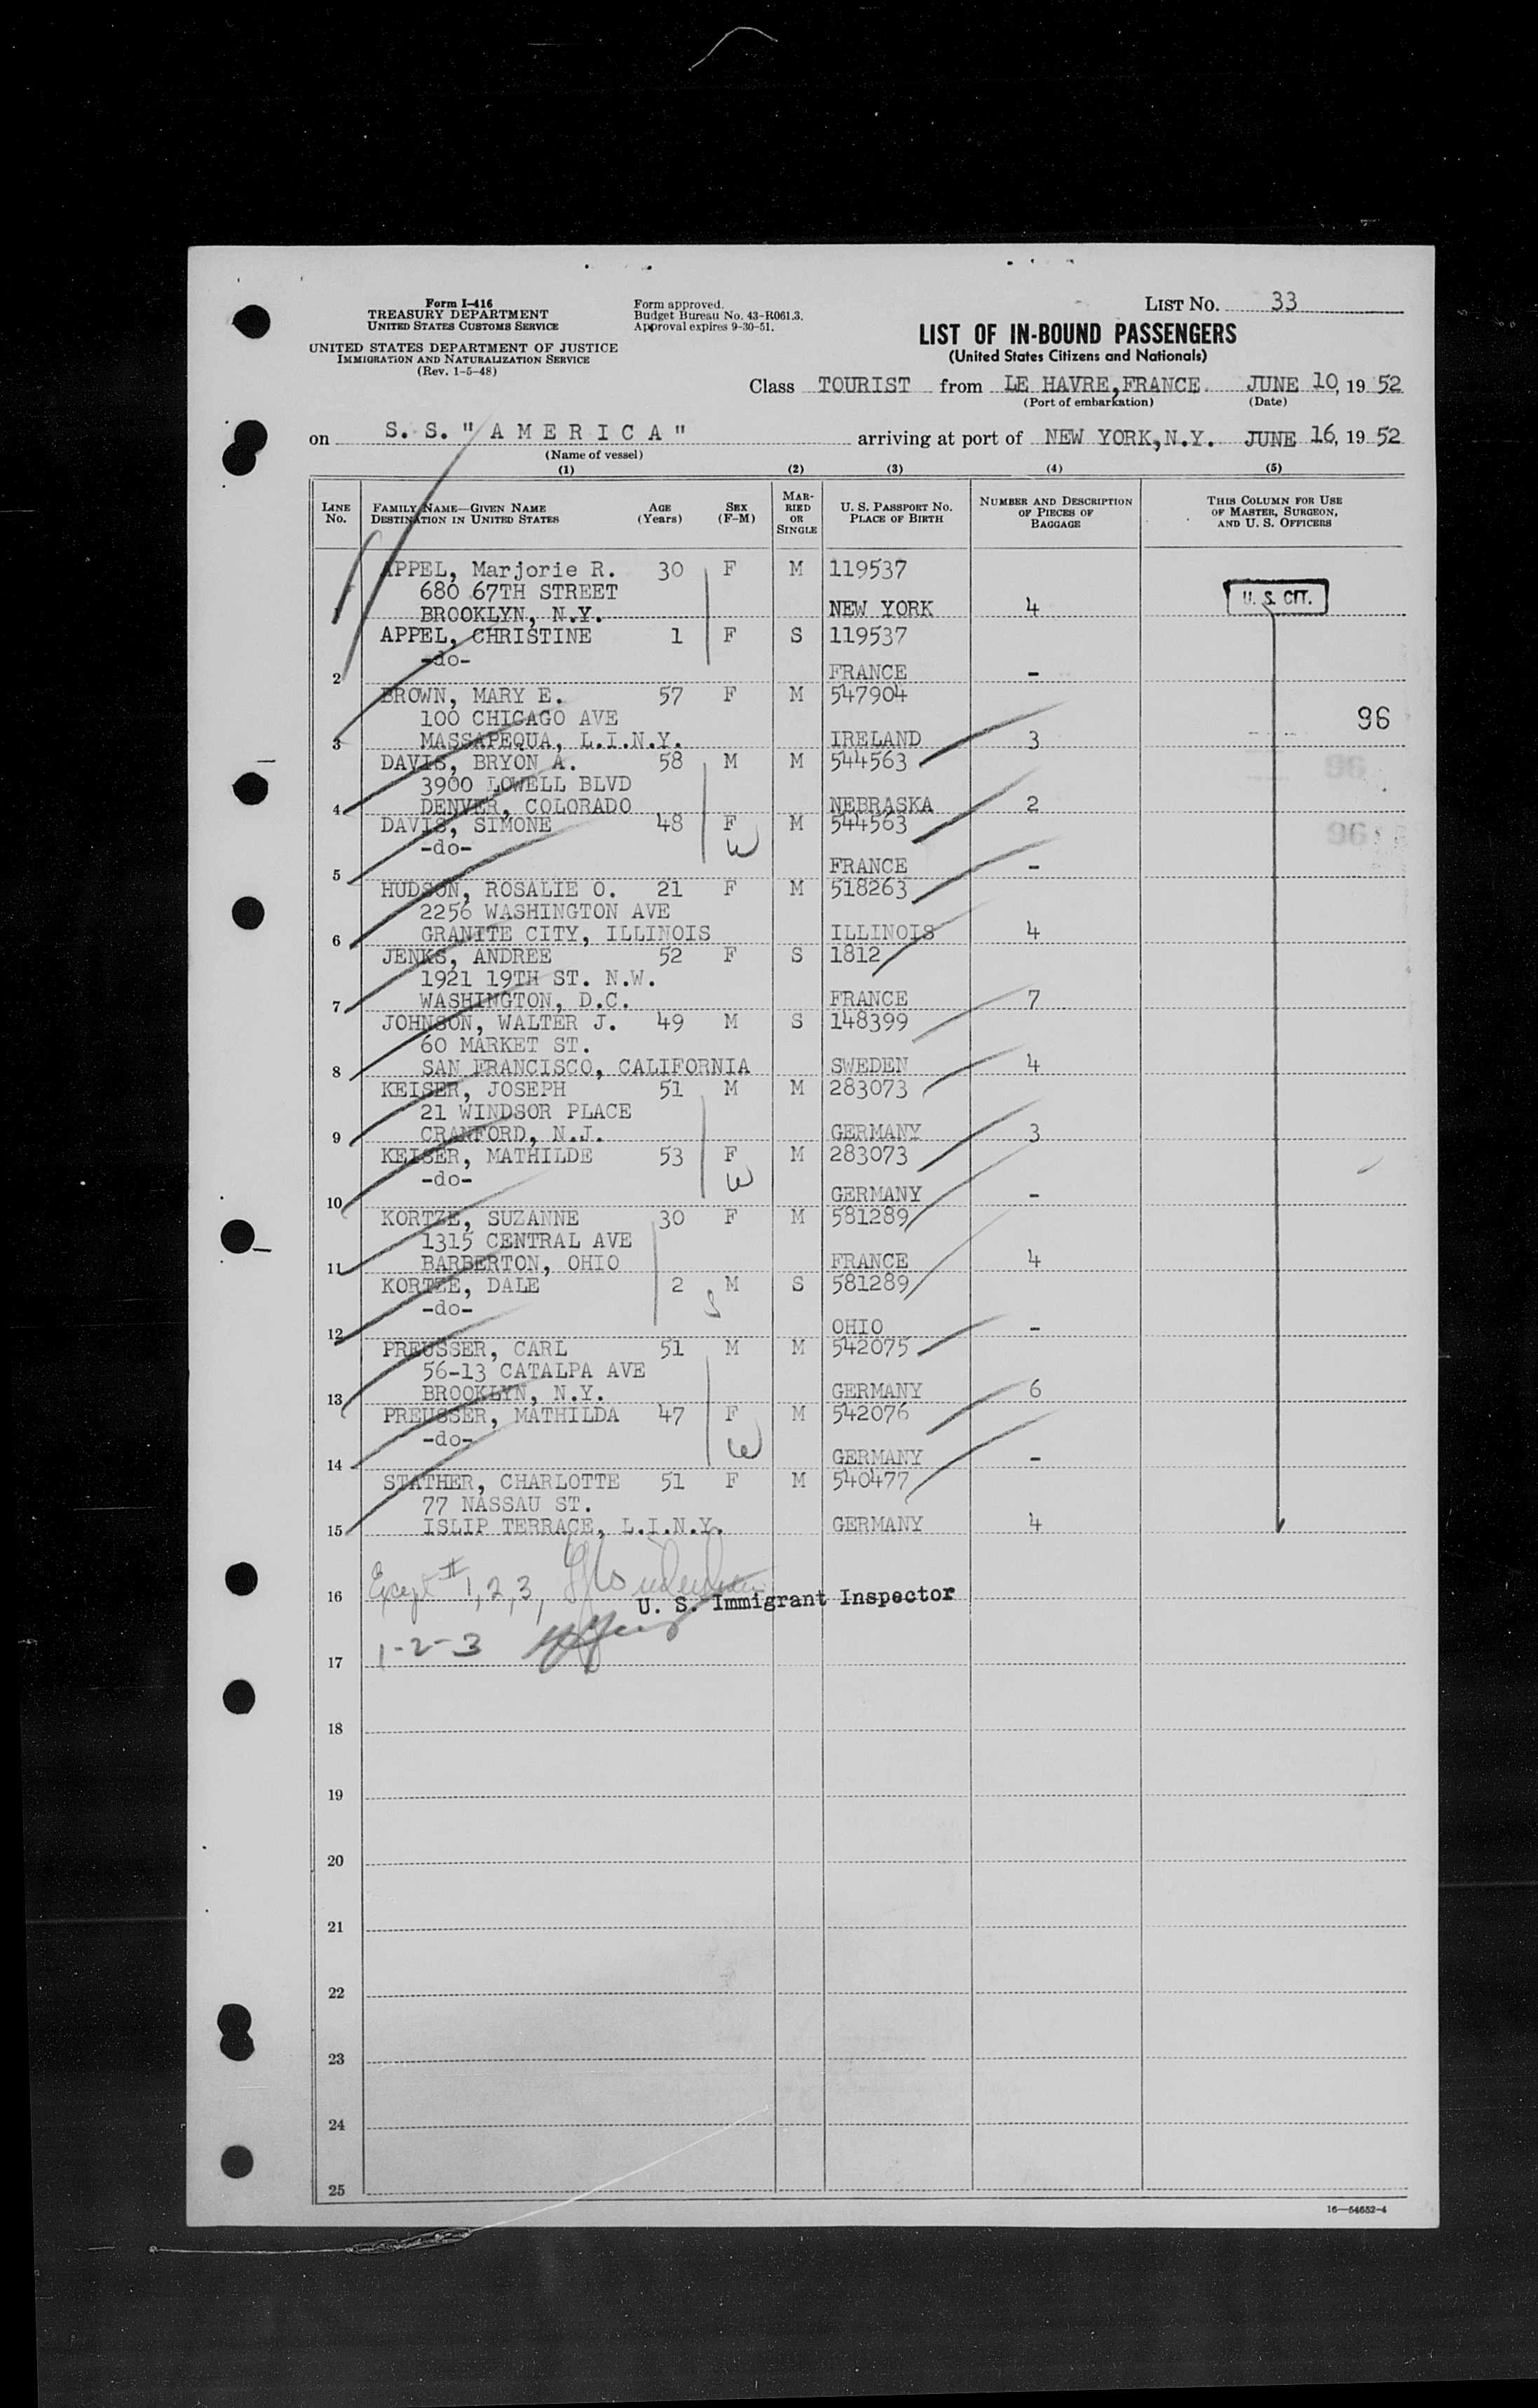 Form I-416
TREASURY DEPARTMENT
UNITED STATES CUSTOMS SERVICE
UNITED STATES DEPARTMENT OF JUSTICE
IMMIGRATION AND NATURALIZATION SERVICE
(Rev. 1-5-48)
Form approved.
Budget Bureau No. 43-R061.3.
Approval expires 9-30-51.
LIST No. 33
LIST OF IN-BOUND PASSENGERS
(United States Citizens and Nationals)
Class TOURIST from LE HAVRE, FRANCE. JUNE 10, 19 52
(Port of embarkation) (Date)
on S. S. "AMERICA" arriving at port of NEW YORK, N.Y. JUNE 16, 19 52
(Name of vessel)
(1) (2) (3) (4) (5)
LINE No. FAMILY NAME—GIVEN NAME DESTINATION IN UNITED STATES AGE (Years) SEX (F-M) MARRIED OR SINGLE U. S. PASSPORT No. PLACE OF BIRTH NUMBER AND DESCRIPTION OF PIECES OF BAGGAGE THIS COLUMN FOR USE OF MASTER, SURGEON, AND U. S. OFFICERS
APPEL, Marjorie R. 30 F M 119537
680 67TH STREET
1 BROOKLYN, N.Y. NEW YORK 4 U. S. CIT.
APPEL, CHRISTINE 1 F S 119537
-do-
2 FRANCE -
BROWN, MARY E. 57 F M 547904
100 CHICAGO AVE 96
3 MASSAPEQUA, L.I.N.Y. IRELAND 3
DAVIS, BRYON A. 58 M M 544563
3900 LOWELL BLVD 96
4 DENVER, COLORADO NEBRASKA 2
DAVIS, SIMONE 48 F M 544563
-do- W 96
5 FRANCE -
HUDSON, ROSALIE O. 21 F M 518263
2256 WASHINGTON AVE
6 GRANITE CITY, ILLINOIS ILLINOIS 4
JENKS, ANDREE 52 F S 1812
1921 19TH ST. N.W.
7 WASHINGTON, D.C. FRANCE 7
JOHNSON, WALTER J. 49 M S 148399
60 MARKET ST.
8 SAN FRANCISCO, CALIFORNIA SWEDEN 4
KEISER, JOSEPH 51 M M 283073
21 WINDSOR PLACE
9 CRANFORD, N.J. GERMANY 3
KEISER, MATHILDE 53 F M 283073
-do- W
10 GERMANY -
KORTZE, SUZANNE 30 F M 581289
1315 CENTRAL AVE
11 BARBERTON, OHIO FRANCE 4
KORTZE, DALE 2 M S 581289
-do- S
12 OHIO -
PREUSSER, CARL 51 M M 542075
56-13 CATALPA AVE
13 BROOKLYN, N.Y. GERMANY 6
PREUSSER, MATHILDA 47 F M 542076
-do- W
14 GERMANY -
STATHER, CHARLOTTE 51 F M 540477
77 NASSAU ST.
15 ISLIP TERRACE, L.I.N.Y. GERMANY 4
16 Except # 1, 2, 3,
U. S. Immigrant Inspector
17 1-2-3
18
19
20
21
22
23
24
25
16—54652-4